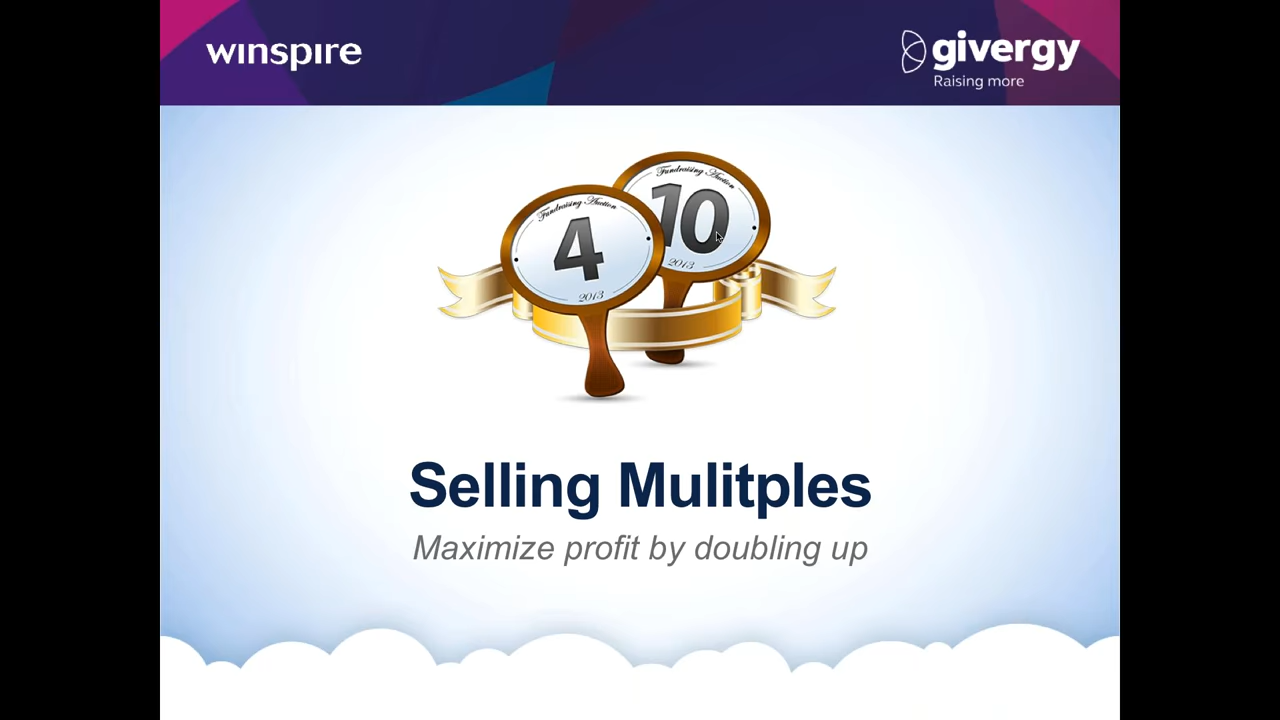 winspire
givergy
Raising more
Fundraising Auction
10
2013
Fundraising Auction
4
2013
Selling Mulitples
Maximize profit by doubling up